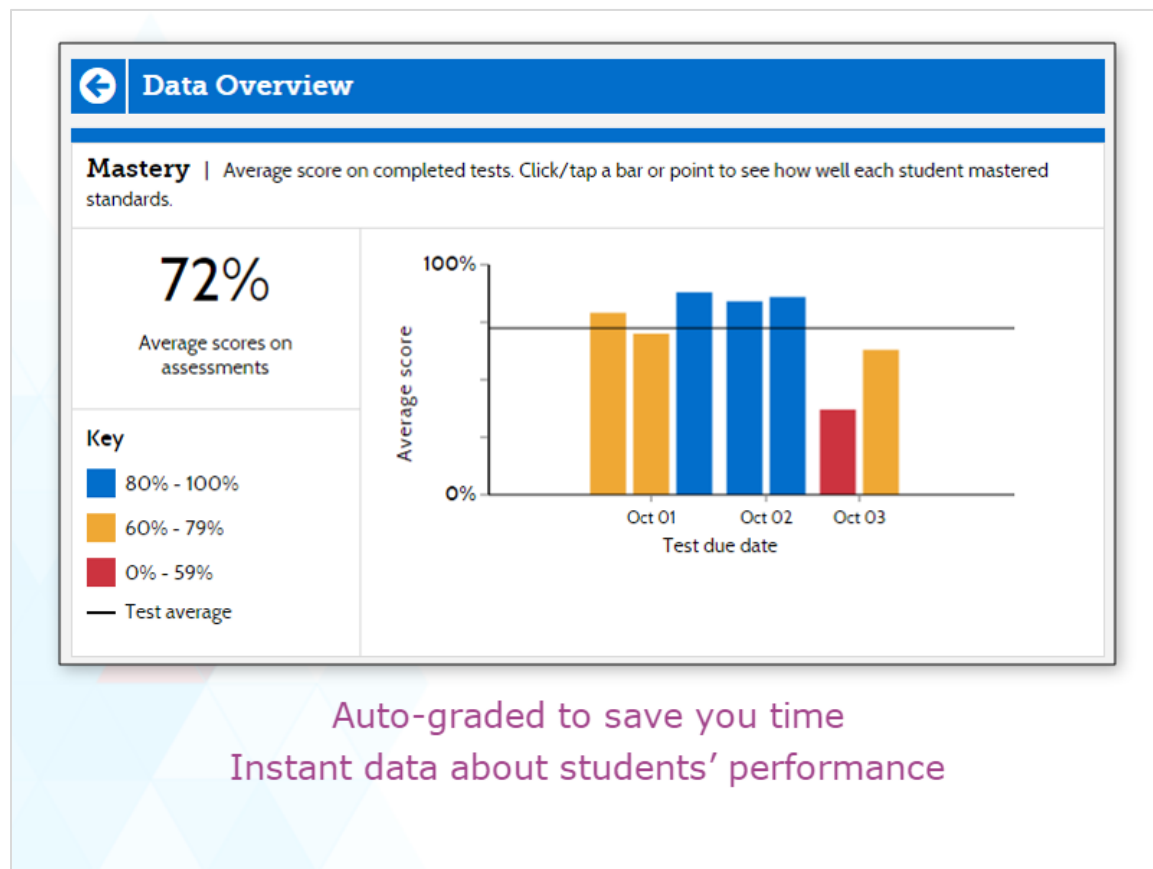 Data Overview
Mastery | Average score on completed tests. Click/tap a bar or point to see how well each student mastered
standards.
72%
Average scores on
assessments
Key
80% - 100%
60% - 79%
0% - 59%
Test average
100%
Average score
0%
Oct 01 Oct 02 Oct 03
Test due date
Auto-graded to save you time
Instant data about students’ performance